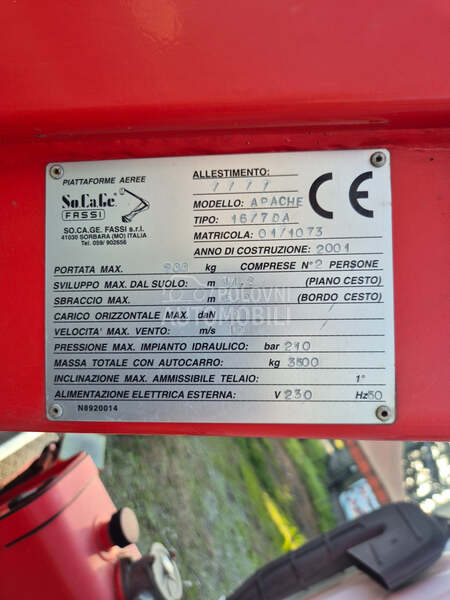 PIATTAFORME AEREE
So.Ca.Ge.
FASSI
SO.CA.GE. FASSI s.r.l.
41030 SORBARA (MO) ITALIA
Tel. 059/ 902656
ALLESTIMENTO:
MODELLO: APACHE
TIPO: 16/7DA
MATRICOLA: 01/1073
ANNO DI COSTRUZIONE: 2001
CE
PORTATA MAX. 200 kg COMPRESE N° 2 PERSONE
SVILUPPO MAX. DAL SUOLO: m (PIANO CESTO)
SBRACCIO MAX. m (BORDO CESTO)
CARICO ORIZZONTALE MAX. daN
VELOCITA' MAX. VENTO: m/s
PRESSIONE MAX. IMPIANTO IDRAULICO: bar 210
MASSA TOTALE CON AUTOCARRO: kg 3500
INCLINAZIONE MAX. AMMISSIBILE TELAIO: 1°
ALIMENTAZIONE ELETTRICA ESTERNA: V 230 Hz 50
N8920014
POLOVNI
AUTOMOBILI